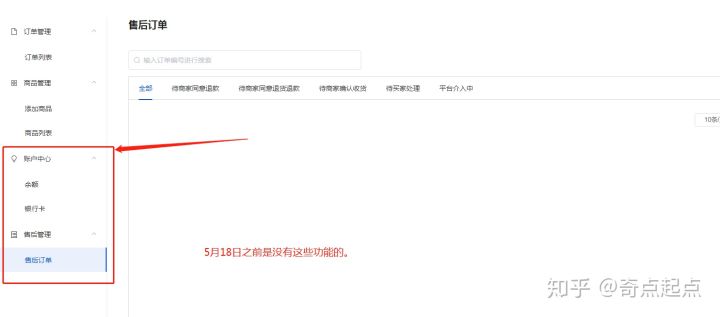 售后订单
订单管理
订单列表
商品管理
添加商品
商品列表
账户中心
余额
银行卡
售后管理
售后订单
输入订单编号进行搜索
全部 待商家同意退款 待商家同意退货退款 待商家确认收货 待买家处理 平台介入中
10条/
5月18日之前是没有这些功能的。
知乎 @奇点起点